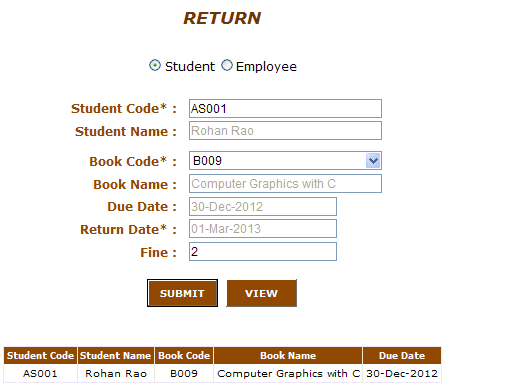 RETURN
Student Employee
Student Code* : AS001
Student Name : Rohan Rao
Book Code* : B009
Book Name : Computer Graphics with C
Due Date : 30-Dec-2012
Return Date* : 01-Mar-2013
Fine : 2
SUBMIT VIEW
Student Code Student Name Book Code Book Name Due Date
AS001 Rohan Rao B009 Computer Graphics with C 30-Dec-2012